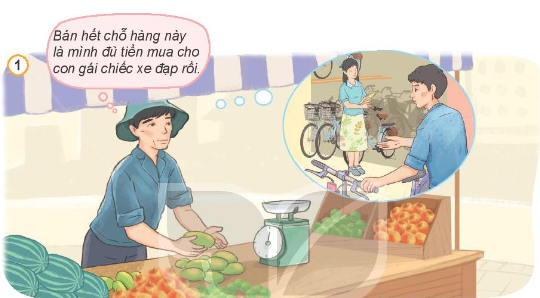 1
Bán hết chỗ hàng này
là mình đủ tiền mua cho
con gái chiếc xe đạp rồi.